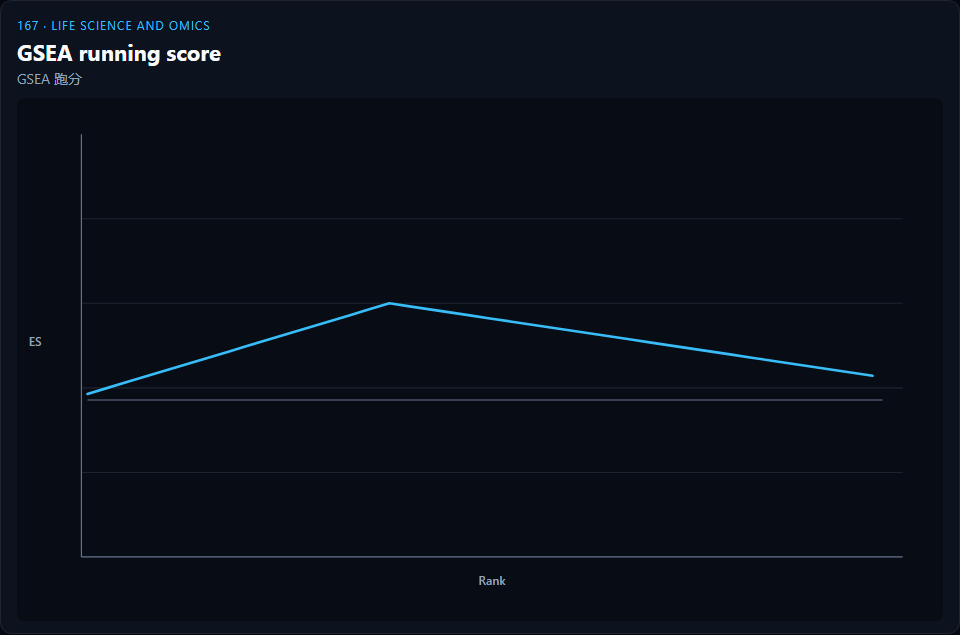 167 · LIFE SCIENCE AND OMICS
GSEA running score
GSEA 跑分
ES
Rank